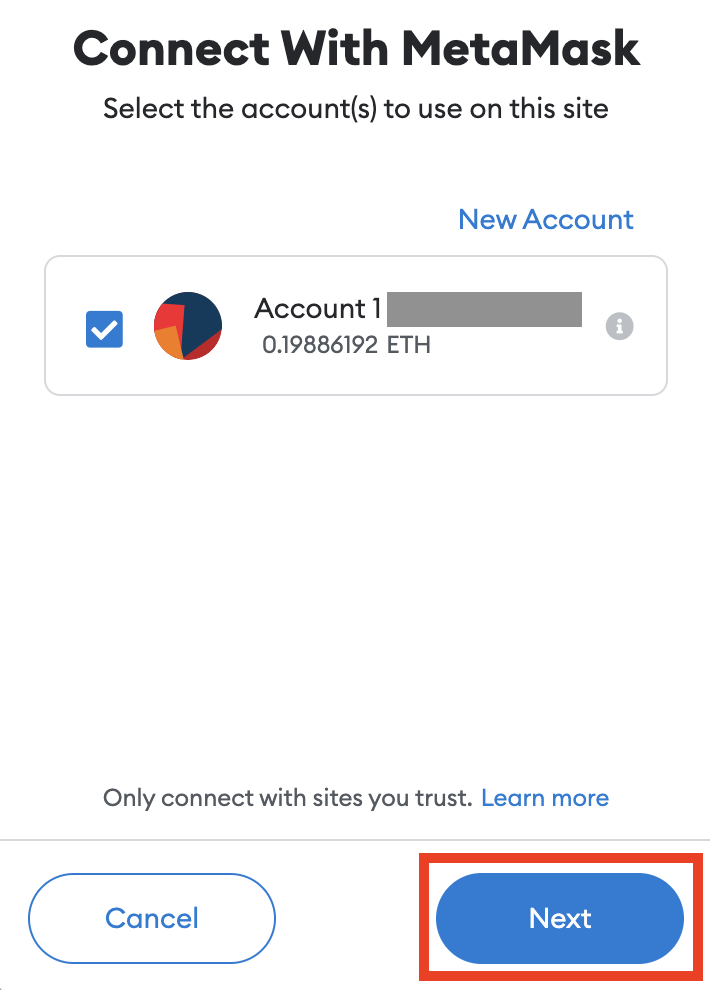 Connect With MetaMask
Select the account(s) to use on this site
New Account
Account 1
0.19886192 ETH
Only connect with sites you trust. Learn more
Cancel
Next